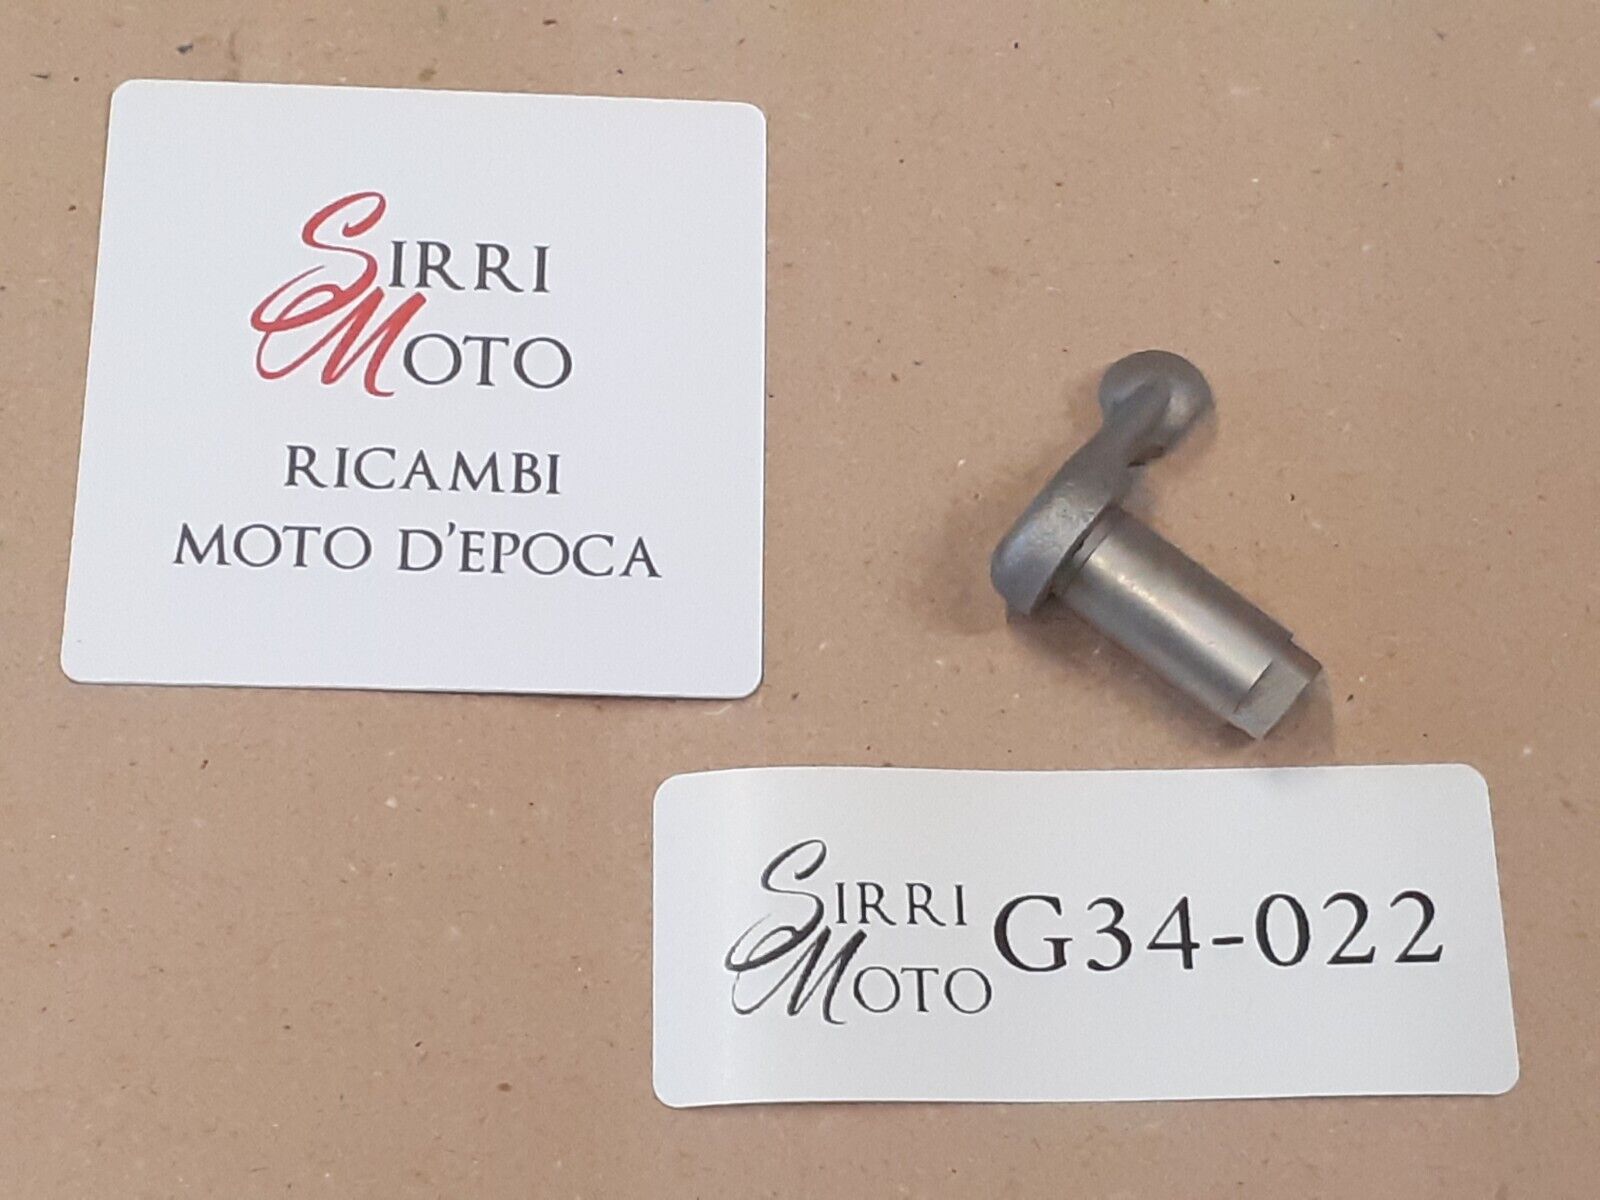 SIRRI
MOTO
RICAMBI
MOTO D'EPOCA
SIRRI
MOTO
G34-022